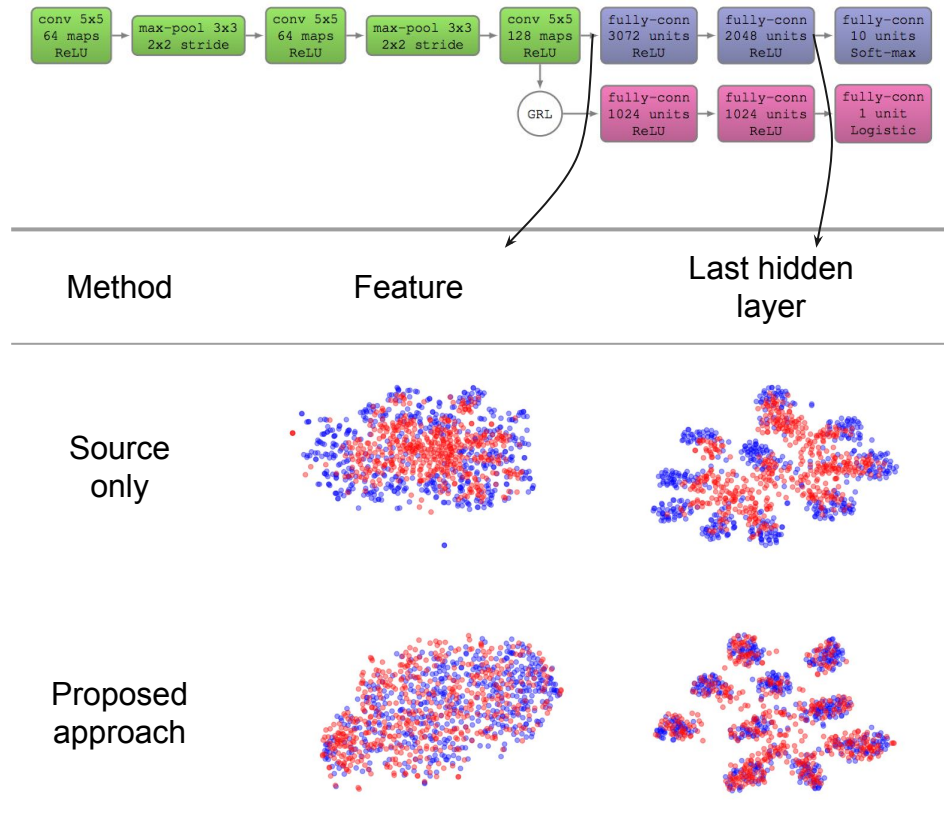 conv 5x5
64 maps
ReLU
max-pool 3x3
2x2 stride
conv 5x5
64 maps
ReLU
max-pool 3x3
2x2 stride
conv 5x5
128 maps
ReLU
fully-conn
3072 units
ReLU
fully-conn
2048 units
ReLU
fully-conn
10 units
Soft-max
GRL
fully-conn
1024 units
ReLU
fully-conn
1024 units
ReLU
fully-conn
1 unit
Logistic
Method
Feature
Last hidden
layer
Source
only
Proposed
approach